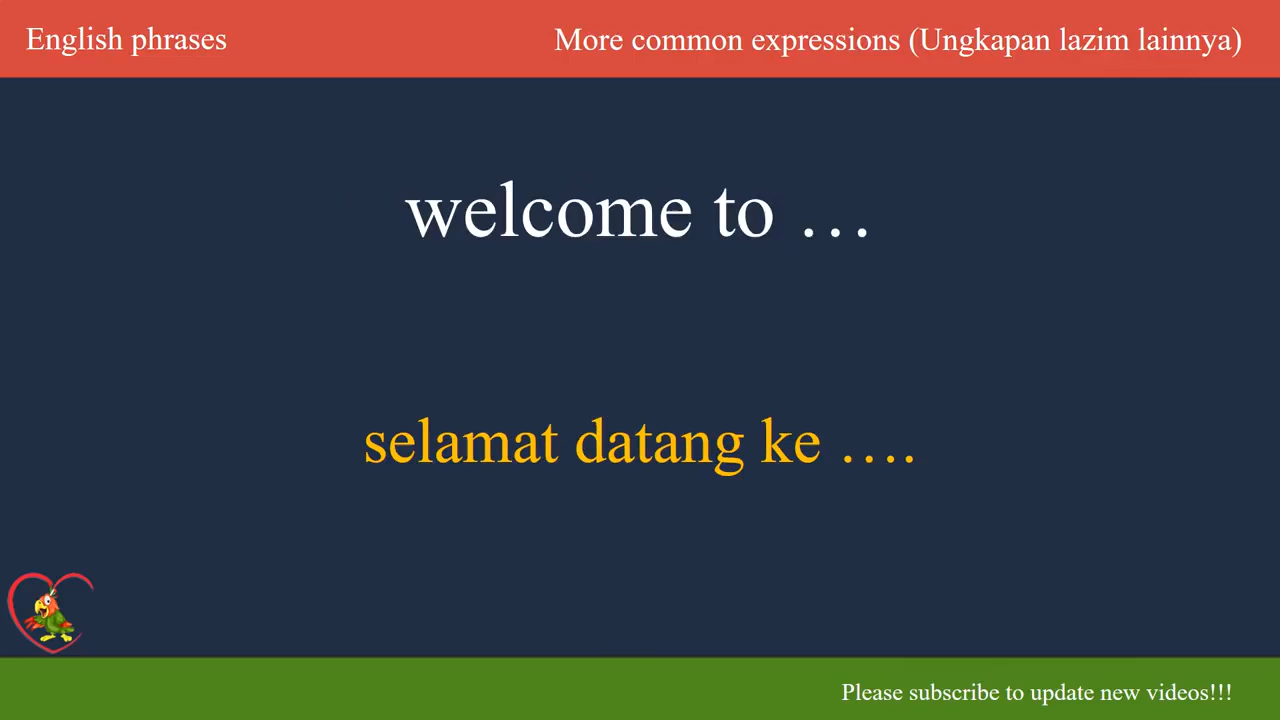 English phrases
More common expressions (Ungkapan lazim lainnya)
welcome to …
selamat datang ke ….
Please subscribe to update new videos!!!